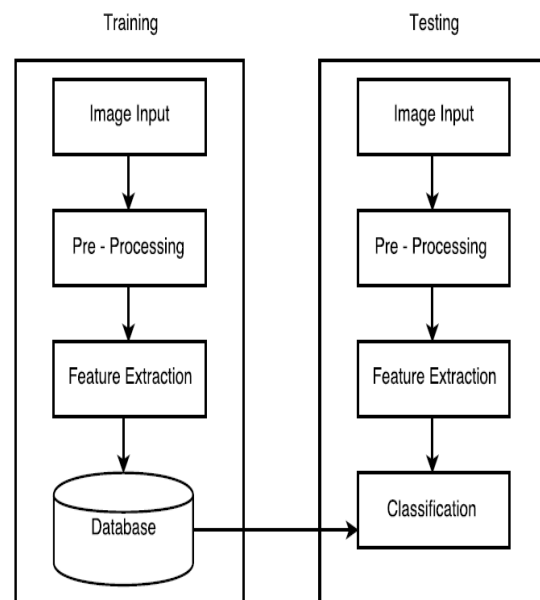 Training
Testing
Image Input
Image Input
Pre - Processing
Pre - Processing
Feature Extraction
Feature Extraction
Database
Classification